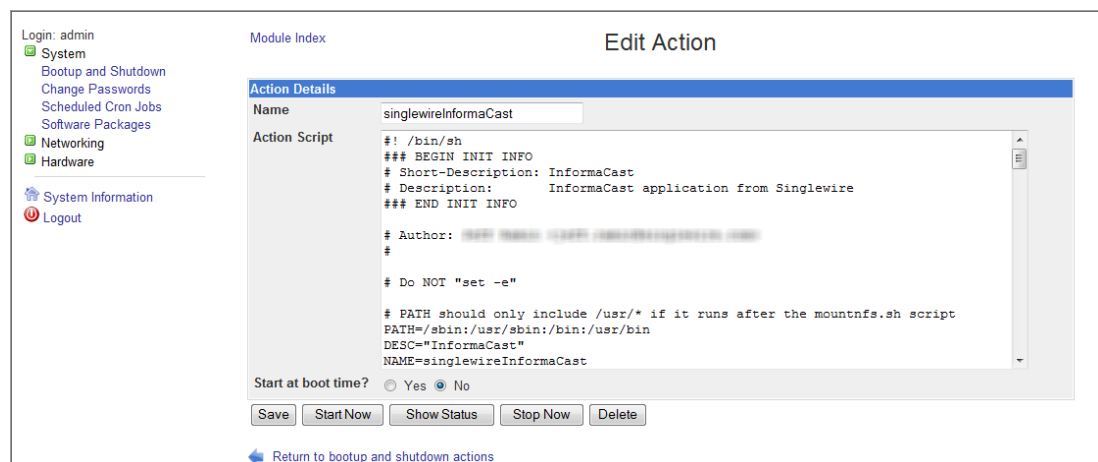 Login: admin
System
Bootup and Shutdown
Change Passwords
Scheduled Cron Jobs
Software Packages
Networking
Hardware
System Information
Logout
Module Index
Edit Action
Action Details
Name singlewireInformaCast
Action Script
#! /bin/sh
### BEGIN INIT INFO
# Short-Description: InformaCast
# Description:       InformaCast application from Singlewire
### END INIT INFO
# Author:
#
# Do NOT "set -e"
# PATH should only include /usr/* if it runs after the mountnfs.sh script
PATH=/sbin:/usr/sbin:/bin:/usr/bin
DESC="InformaCast"
NAME=singlewireInformaCast
Start at boot time? Yes No
Save Start Now Show Status Stop Now Delete
Return to bootup and shutdown actions